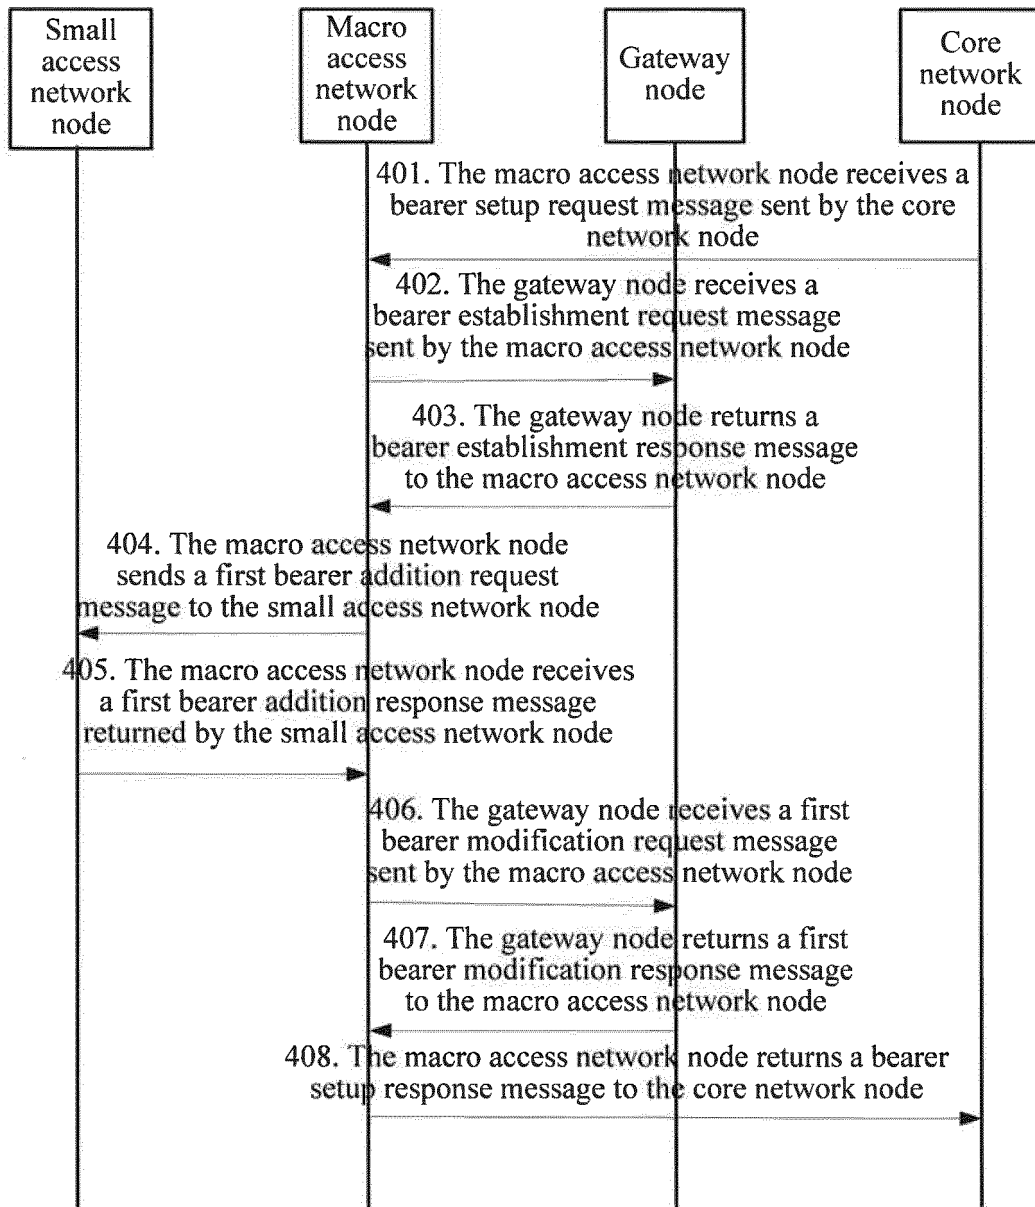 Small
access
network
node
Macro
access
network
node
Gateway
node
Core
network
node
401. The macro access network node receives a
bearer setup request message sent by the core
network node
402. The gateway node receives a
bearer establishment request message
sent by the macro access network node
403. The gateway node returns a
bearer establishment response message
to the macro access network node
404. The macro access network node
sends a first bearer addition request
message to the small access network node
405. The macro access network node receives
a first bearer addition response message
returned by the small access network node
406. The gateway node receives a first
bearer modification request message
sent by the macro access network node
407. The gateway node returns a first
bearer modification response message
to the macro access network node
408. The macro access network node returns a bearer
setup response message to the core network node